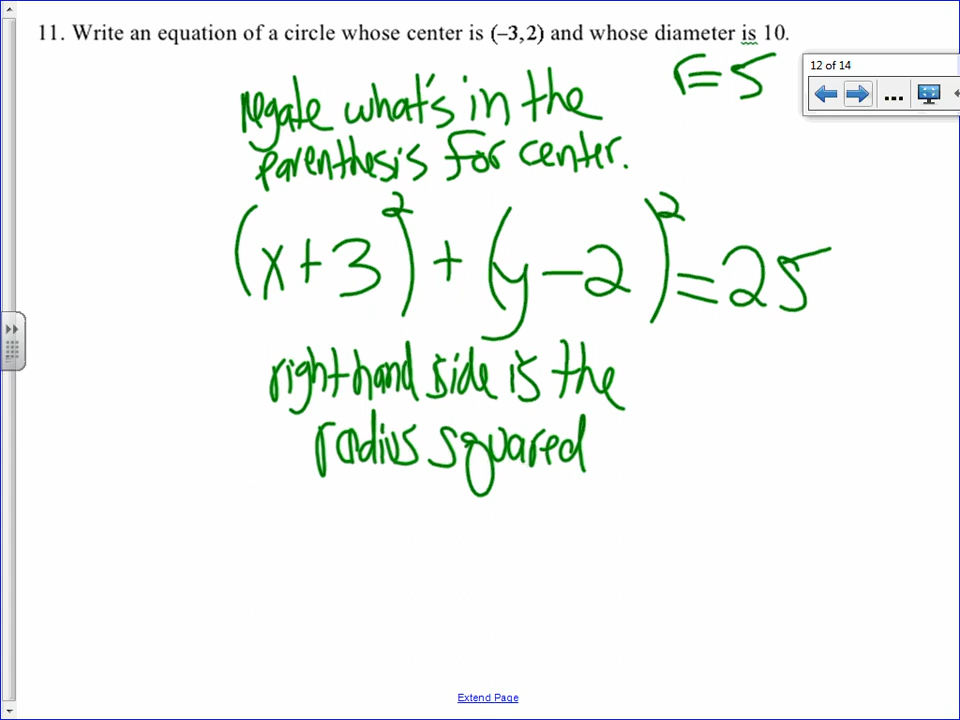 11. Write an equation of a circle whose center is (–3,2) and whose diameter is 10.
r=5
12 of 14
...
negate what's in the
parenthesis for center.
(x+3)² + (y−2)² = 25
right hand side is the
radius squared
Extend Page